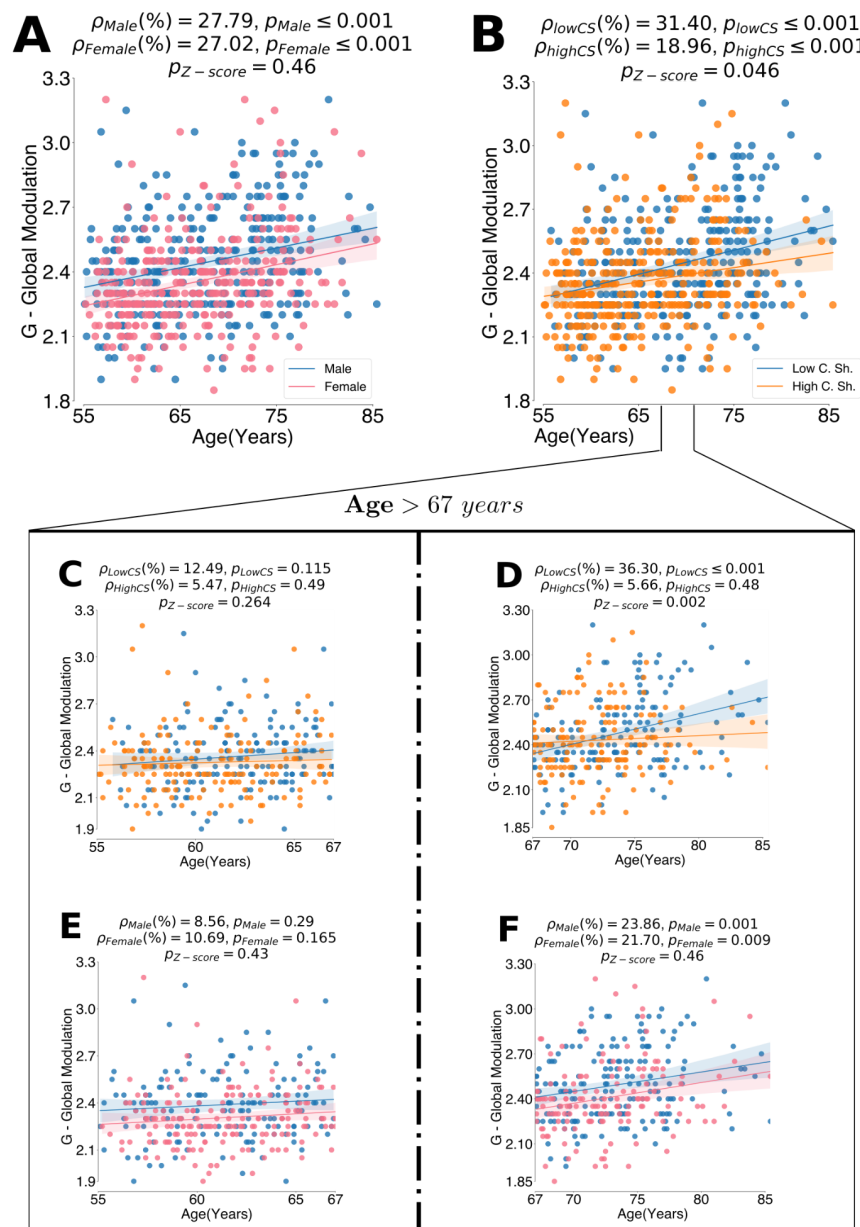 A
ρMale(%) = 27.79, pMale ≤ 0.001
ρFemale(%) = 27.02, pFemale ≤ 0.001
pZ−score = 0.46
3.3
3.0
2.7
2.4
2.1
1.8
G - Global Modulation
Male
Female
55 65 75 85
Age(Years)
B
ρlowCS(%) = 31.40, plowCS ≤ 0.001
ρhighCS(%) = 18.96, phighCS ≤ 0.001
pZ−score = 0.046
3.3
3.0
2.7
2.4
2.1
1.8
G - Global Modulation
Low C. Sh.
High C. Sh.
55 65 75 85
Age(Years)
Age > 67 years
C
ρLowCS(%) = 12.49, pLowCS = 0.115
ρHighCS(%) = 5.47, pHighCS = 0.49
pZ−score = 0.264
3.3
3.0
2.7
2.4
2.1
1.9
G - Global Modulation
55 60 65 67
Age(Years)
D
ρLowCS(%) = 36.30, pLowCS ≤ 0.001
ρHighCS(%) = 5.66, pHighCS = 0.48
pZ−score = 0.002
3.30
3.00
2.70
2.40
2.10
1.85
G - Global Modulation
67 70 75 80 85
Age(Years)
E
ρMale(%) = 8.56, pMale = 0.29
ρFemale(%) = 10.69, pFemale = 0.165
pZ−score = 0.43
3.3
3.0
2.7
2.4
2.1
1.9
G - Global Modulation
55 60 65 67
Age(Years)
F
ρMale(%) = 23.86, pMale = 0.001
ρFemale(%) = 21.70, pFemale = 0.009
pZ−score = 0.46
3.30
3.00
2.70
2.40
2.10
1.85
G - Global Modulation
67 70 75 80 85
Age(Years)